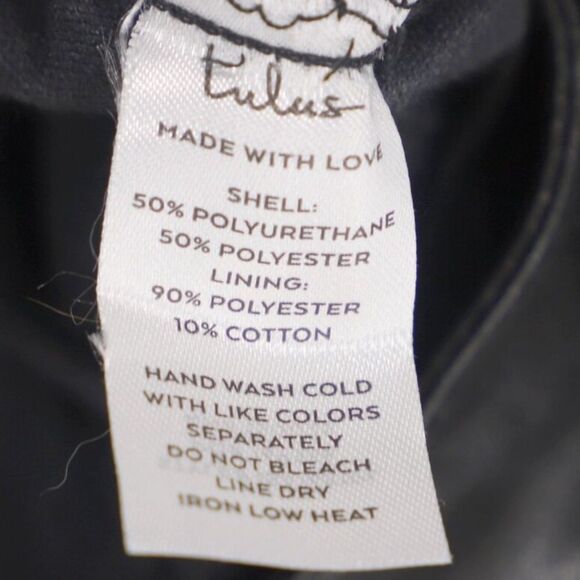 tulus
MADE WITH LOVE
SHELL:
50% POLYURETHANE
50% POLYESTER
LINING:
90% POLYESTER
10% COTTON
HAND WASH COLD
WITH LIKE COLORS
SEPARATELY
DO NOT BLEACH
LINE DRY
IRON LOW HEAT